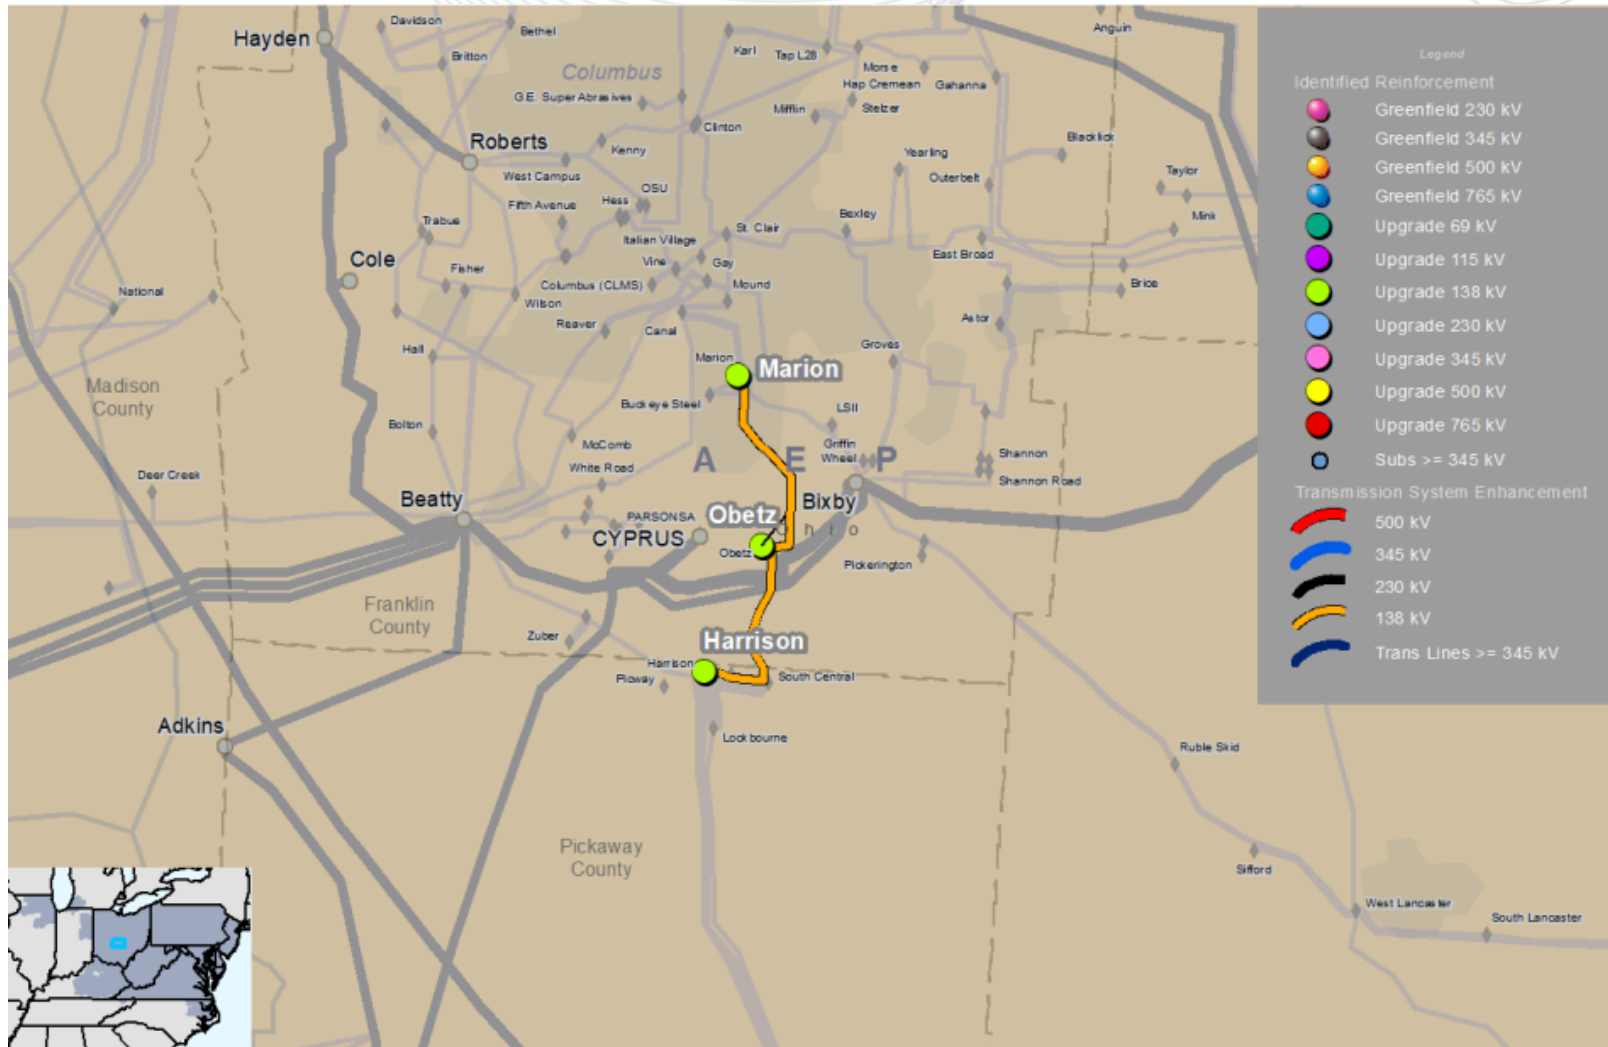 Hayden
Davidson
Bethel
Britton
Columbus
Karl
Tap L28
Morse
Hap Cremean
Gahanna
Anguin
G.E. Super Abrasives
Mifflin
Stelzer
Clinton
Roberts
Kenny
West Campus
Blacklick
Yearling
Outerbelt
Taylor
OSU
Hess
Fifth Avenue
Trabue
Bexley
Mink
St. Clair
Italian Village
East Broad
Cole
Vine
Gay
Fisher
Columbus (CLMS)
Mound
Brice
National
Wilson
Reaver
Canal
Astor
Hall
Groves
Marion
Marion
Madison
County
Buckeye Steel
LSII
Bolton
McComb
Griffin
Wheel
A E P
Shannon
White Road
Shannon Road
Deer Creek
Beatty
Bixby
Obetz
PARSONSA
CYPRUS
Ohio
Obetz
Pickerington
Franklin
County
Zuber
Harrison
Harrison
South Central
Picway
Adkins
Lockbourne
Ruble Skid
Pickaway
County
Sifford
West Lancaster
South Lancaster
Legend
Identified Reinforcement
Greenfield 230 kV
Greenfield 345 kV
Greenfield 500 kV
Greenfield 765 kV
Upgrade 69 kV
Upgrade 115 kV
Upgrade 138 kV
Upgrade 230 kV
Upgrade 345 kV
Upgrade 500 kV
Upgrade 765 kV
Subs >= 345 kV
Transmission System Enhancement
500 kV
345 kV
230 kV
138 kV
Trans Lines >= 345 kV